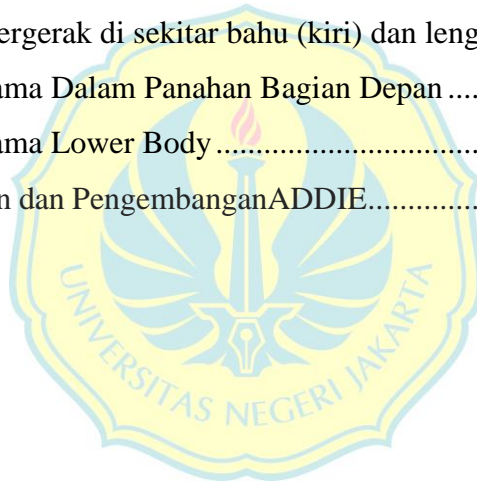 ergerak di sekitar bahu (kiri) dan leng
ama Dalam Panahan Bagian Depan ....
ama Lower Body ..................................
n dan PengembanganADDIE...............
UNIVERSITAS NEGERI JAKARTA